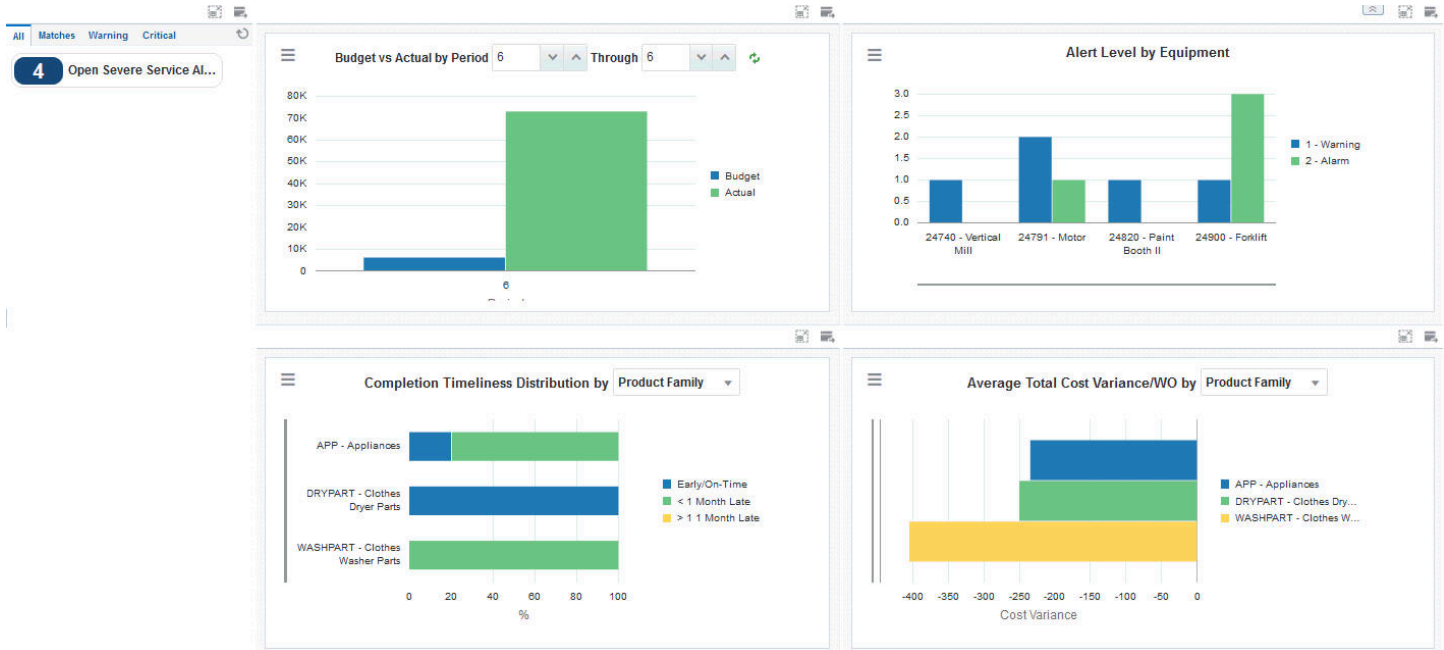 All Matches Warning Critical
4 Open Severe Service Al...
Budget vs Actual by Period 6 Through 6
80K
70K
60K
50K
40K
30K
20K
10K
0
6
Budget
Actual
Alert Level by Equipment
3.0
2.5
2.0
1.5
1.0
0.5
0.0
24740 - Vertical
Mill
24791 - Motor
24820 - Paint
Booth II
24900 - Forklift
1 - Warning
2 - Alarm
Completion Timeliness Distribution by Product Family
APP - Appliances
DRYPART - Clothes
Dryer Parts
WASHPART - Clothes
Washer Parts
0 20 40 60 80 100
%
Early/On-Time
< 1 Month Late
> 1 1 Month Late
Average Total Cost Variance/WO by Product Family
-400 -350 -300 -250 -200 -150 -100 -50 0
Cost Variance
APP - Appliances
DRYPART - Clothes Dry...
WASHPART - Clothes W...